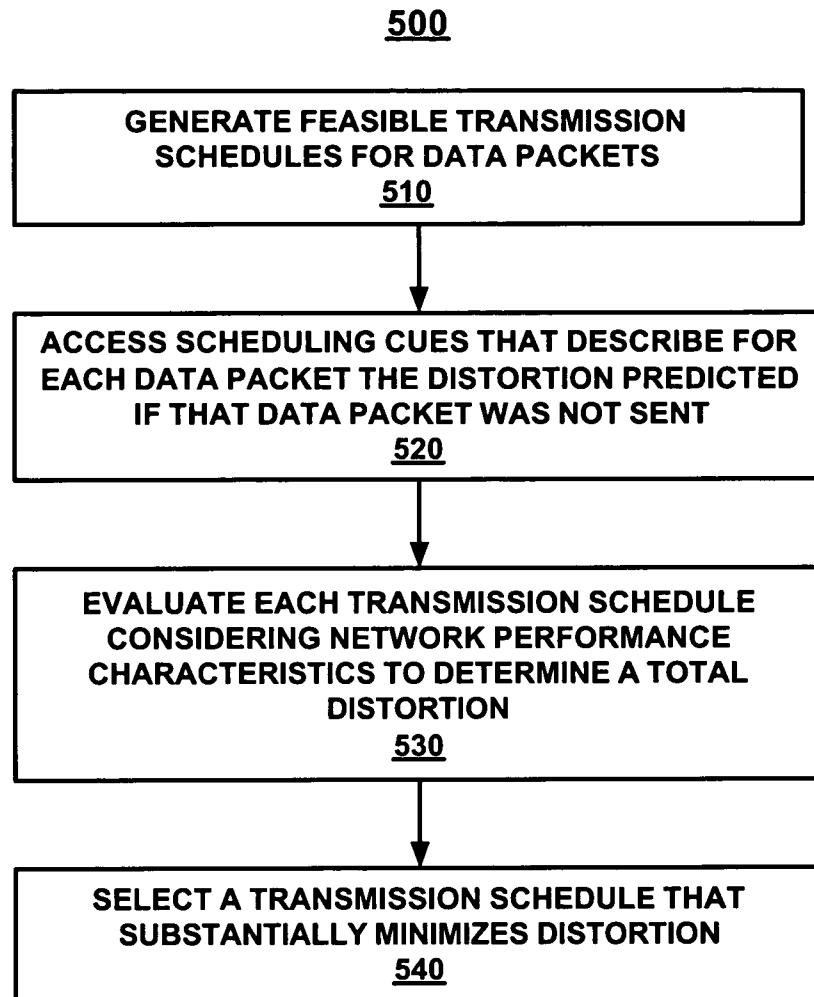 500
GENERATE FEASIBLE TRANSMISSION
SCHEDULES FOR DATA PACKETS
510
ACCESS SCHEDULING CUES THAT DESCRIBE FOR
EACH DATA PACKET THE DISTORTION PREDICTED
IF THAT DATA PACKET WAS NOT SENT
520
EVALUATE EACH TRANSMISSION SCHEDULE
CONSIDERING NETWORK PERFORMANCE
CHARACTERISTICS TO DETERMINE A TOTAL
DISTORTION
530
SELECT A TRANSMISSION SCHEDULE THAT
SUBSTANTIALLY MINIMIZES DISTORTION
540